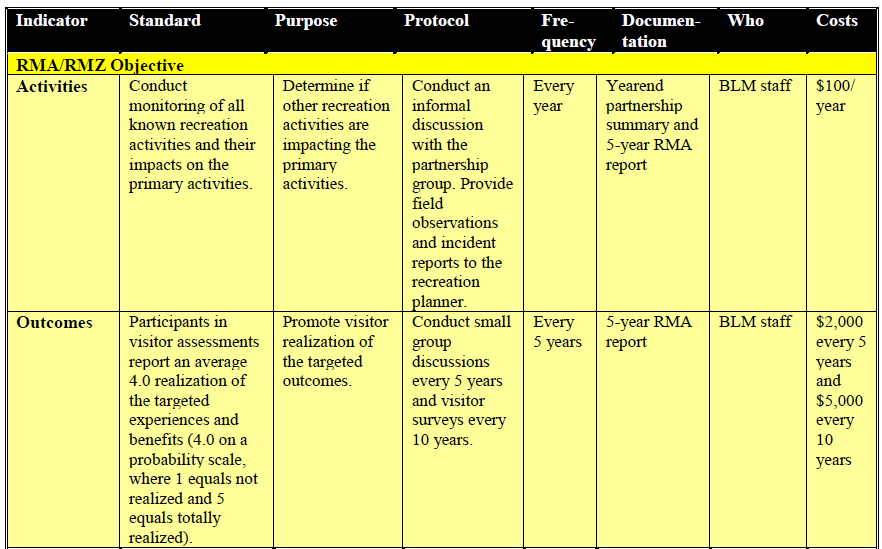 Indicator
Standard
Purpose
Protocol
Fre-
quency
Documen-
tation
Who
Costs
RMA/RMZ Objective
Activities
Conduct
monitoring of all
known recreation
activities and their
impacts on the
primary activities.
Determine if
other recreation
activities are
impacting the
primary
activities.
Conduct an
informal
discussion
with the
partnership
group. Provide
field
observations
and incident
reports to the
recreation
planner.
Every
year
Yearend
partnership
summary and
5-year RMA
report
BLM staff
$100/
year
Outcomes
Participants in
visitor assessments
report an average
4.0 realization of
the targeted
experiences and
benefits (4.0 on a
probability scale,
where 1 equals not
realized and 5
equals totally
realized).
Promote visitor
realization of
the targeted
outcomes.
Conduct small
group
discussions
every 5 years
and visitor
surveys every
10 years.
Every
5 years
5-year RMA
report
BLM staff
$2,000
every 5
years
and
$5,000
every
10
years